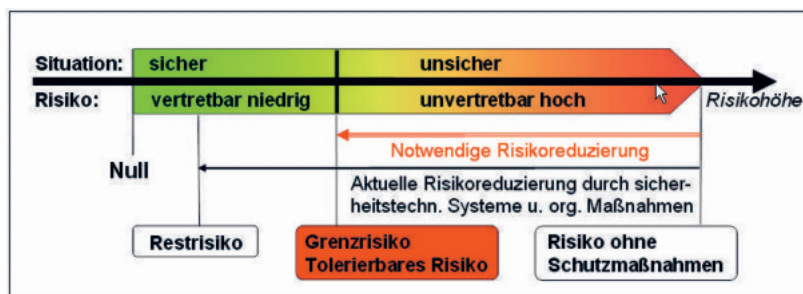 Situation: sicher unsicher
Risiko: vertretbar niedrig unvertretbar hoch Risikohöhe
Notwendige Risikoreduzierung
Null
Aktuelle Risikoreduzierung durch sicher-
heitstechn. Systeme u. org. Maßnahmen
Restrisiko
Grenzrisiko
Tolerierbares Risiko
Risiko ohne
Schutzmaßnahmen